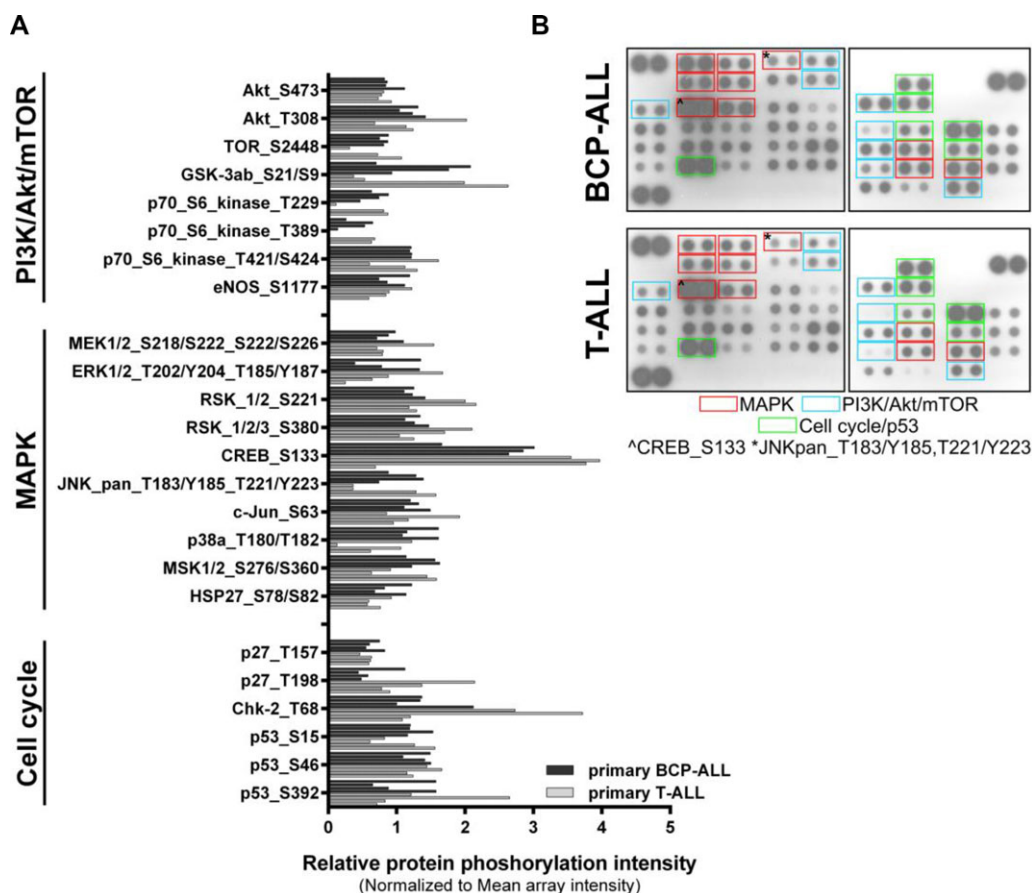 A
PI3K/Akt/mTOR
Akt_S473
Akt_T308
TOR_S2448
GSK-3ab_S21/S9
p70_S6_kinase_T229
p70_S6_kinase_T389
p70_S6_kinase_T421/S424
eNOS_S1177
MAPK
MEK1/2_S218/S222_S222/S226
ERK1/2_T202/Y204_T185/Y187
RSK_1/2_S221
RSK_1/2/3_S380
CREB_S133
JNK_pan_T183/Y185_T221/Y223
c-Jun_S63
p38a_T180/T182
MSK1/2_S276/S360
HSP27_S78/S82
Cell cycle
p27_T157
p27_T198
Chk-2_T68
p53_S15
p53_S46
p53_S392
primary BCP-ALL
primary T-ALL
0 1 2 3 4 5
Relative protein phoshorylation intensity
(Normalized to Mean array intensity)
B
BCP-ALL
*
^
T-ALL
*
^
MAPK PI3K/Akt/mTOR
Cell cycle/p53
^CREB_S133 *JNKpan_T183/Y185,T221/Y223